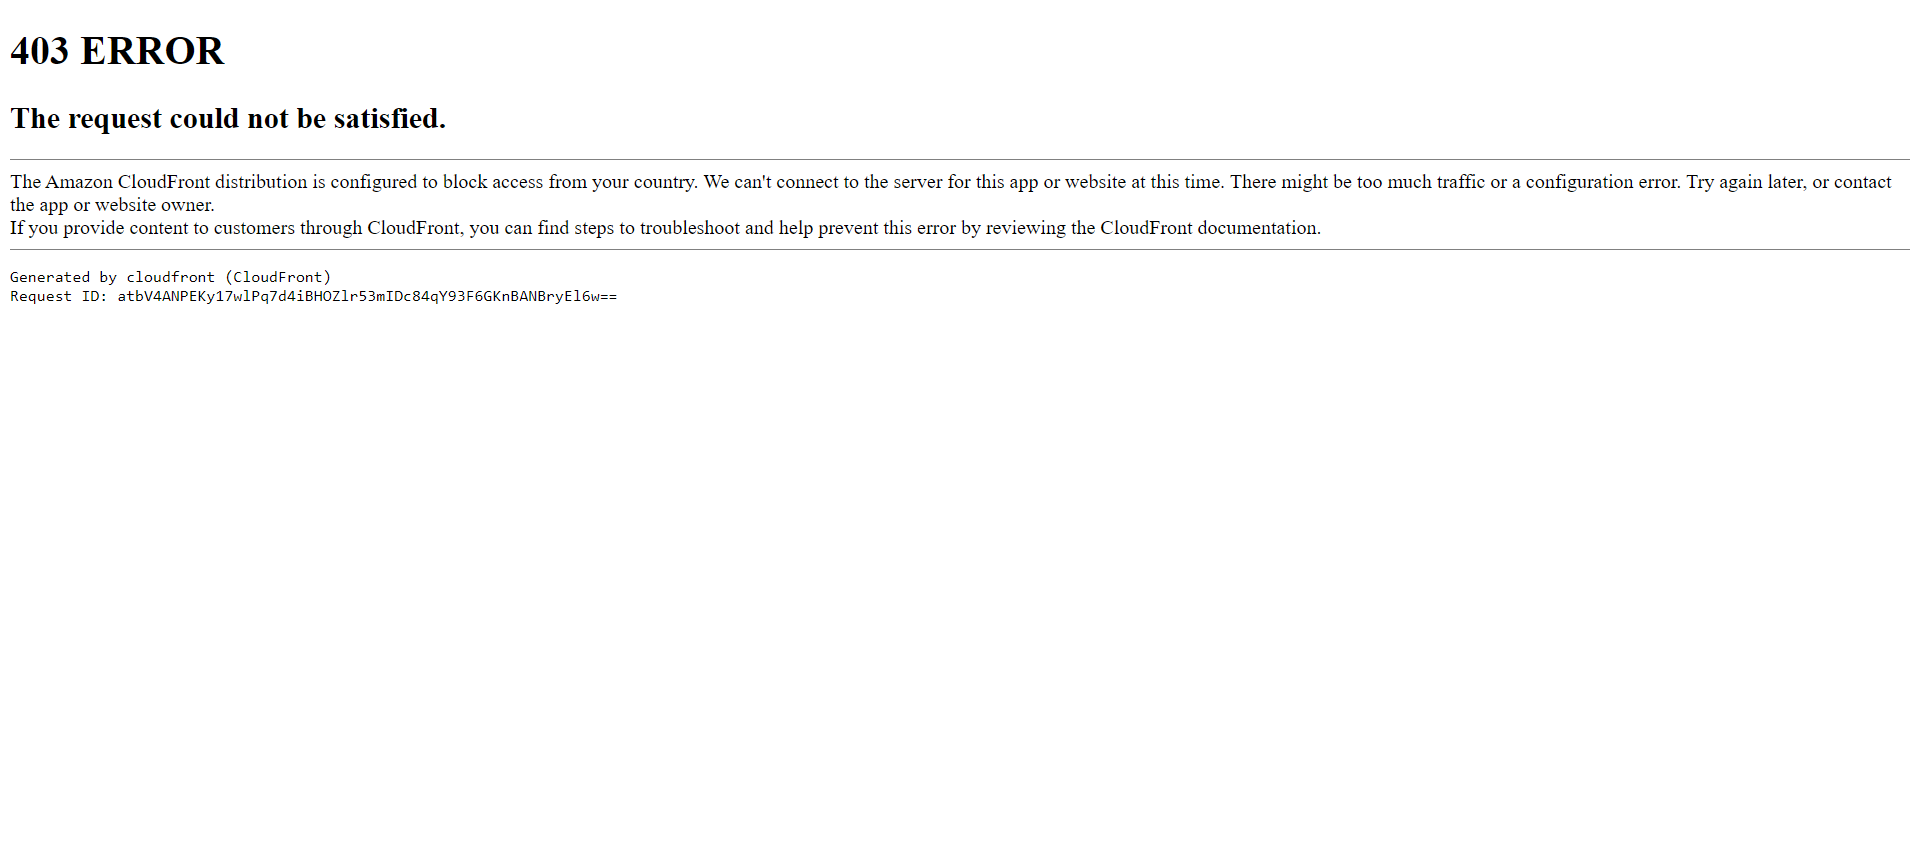 403 ERROR
The request could not be satisfied.
The Amazon CloudFront distribution is configured to block access from your country. We can't connect to the server for this app or website at this time. There might be too much traffic or a configuration error. Try again later, or contact
the app or website owner.
If you provide content to customers through CloudFront, you can find steps to troubleshoot and help prevent this error by reviewing the CloudFront documentation.
Generated by cloudfront (CloudFront)
Request ID: atbV4ANPEKy17wlPq7d4iBHOZlr53mIDc84qY93F6GKnBANBryEl6w==